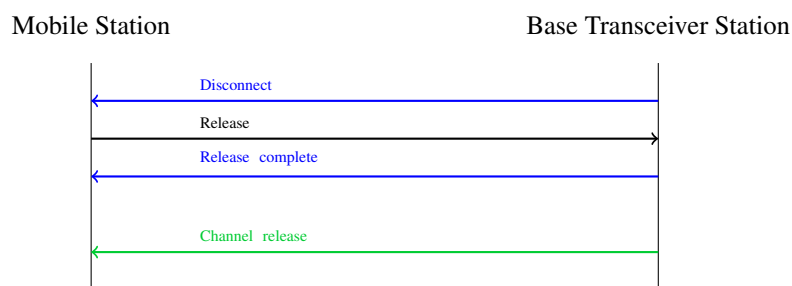 Mobile Station
Base Transceiver Station
Disconnect
Release
Release complete
Channel release